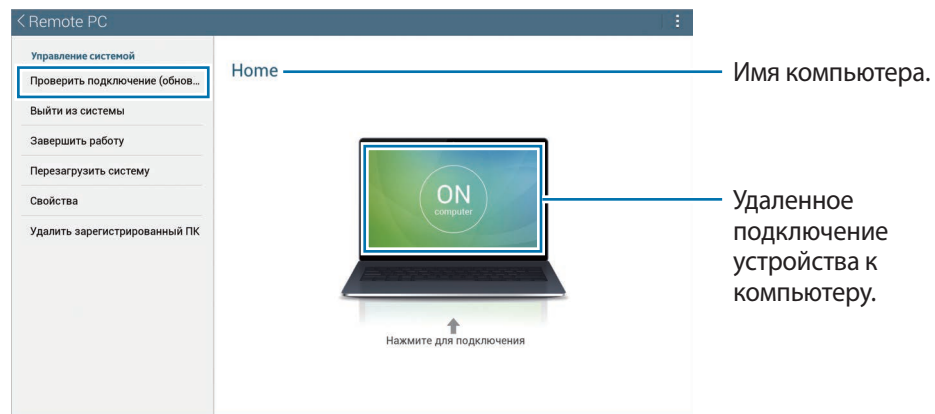 < Remote PC
Управление системой
Проверить подключение (обнов...
Выйти из системы
Завершить работу
Перезагрузить систему
Свойства
Удалить зарегистрированный ПК
Home
ON
computer
Нажмите для подключения
Имя компьютера.
Удаленное
подключение
устройства к
компьютеру.